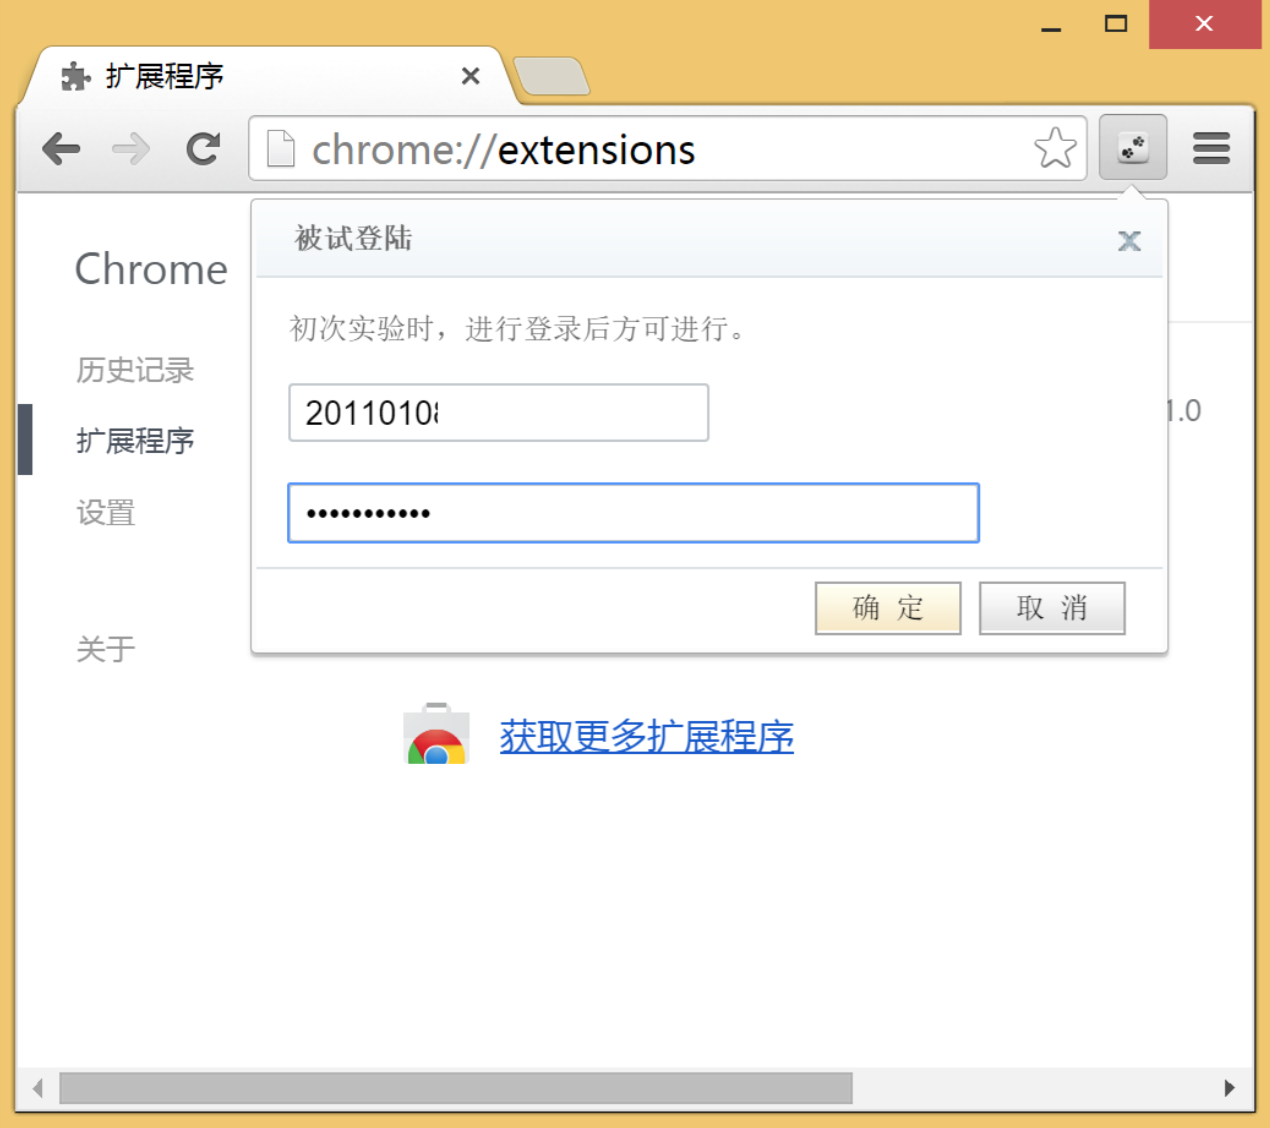 扩展程序
chrome://extensions
Chrome
历史记录
扩展程序
设置
关于
被试登陆
初次实验时，进行登录后方可进行。
2011010
•••••••••••
确 定
取 消
1.0
获取更多扩展程序